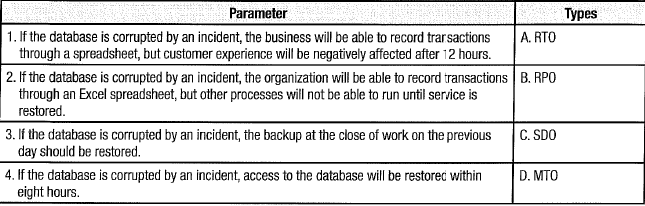 Parameter Types
1. If the database is corrupted by an incident, the business will be able to record transactions A. RTO
through a spreadsheet, but customer experience will be negatively affected after 12 hours.
2. If the database is corrupted by an incident, the organization will be able to record transactions B. RPO
through an Excel spreadsheet, but other processes will not be able to run until service is
restored.
3. If the database is corrupted by an incident, the backup at the close of work on the previous C. SDO
day should be restored.
4. If the database is corrupted by an incident, access to the database will be restored within D. MTO
eight hours.